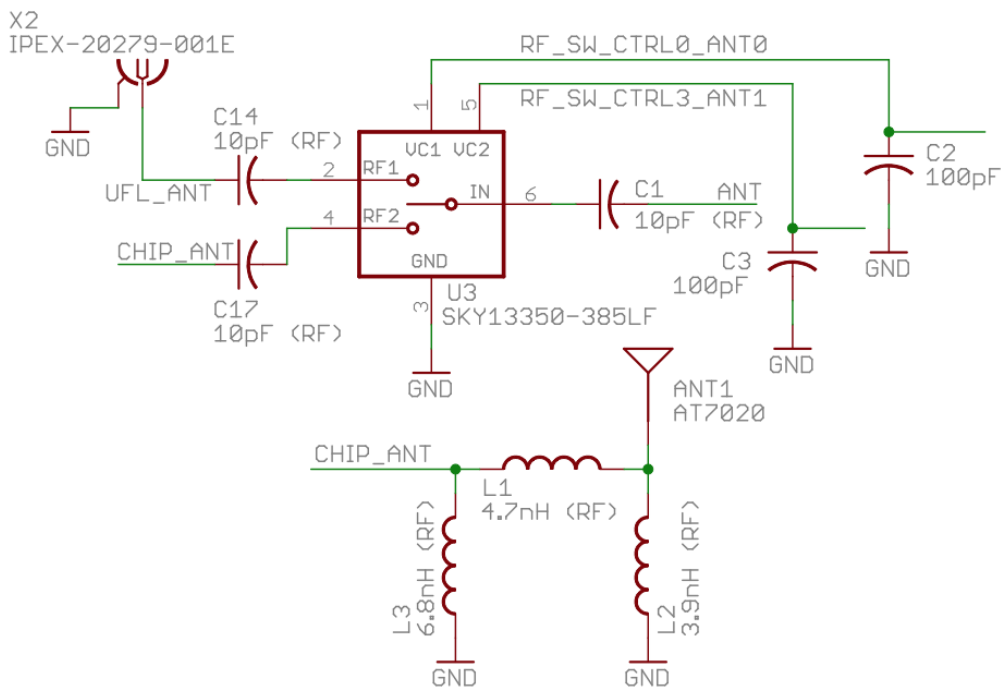 X2
IPEX-20279-001E
GND
UFL_ANT
C14
10pF (RF)
RF_SW_CTRL0_ANT0
RF_SW_CTRL3_ANT1
1
5
VC1
VC2
2
RF1
4
RF2
IN
6
GND
3
U3
SKY13350-385LF
GND
CHIP_ANT
C17
10pF (RF)
C1
10pF (RF)
ANT
C2
100pF
GND
C3
100pF
GND
ANT1
AT7020
CHIP_ANT
L1
4.7nH (RF)
L3
6.8nH (RF)
GND
L2
3.9nH (RF)
GND